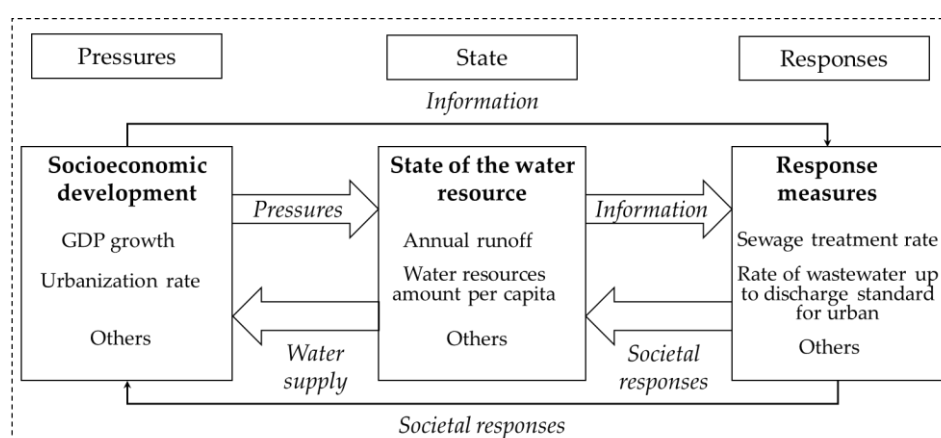 Pressures
State
Responses
Information
Socioeconomic
development
GDP growth
Urbanization rate
Others
Pressures
Water
supply
State of the water
resource
Annual runoff
Water resources
amount per capita
Others
Information
Societal
responses
Response
measures
Sewage treatment rate
Rate of wastewater up
to discharge standard
for urban
Others
Societal responses